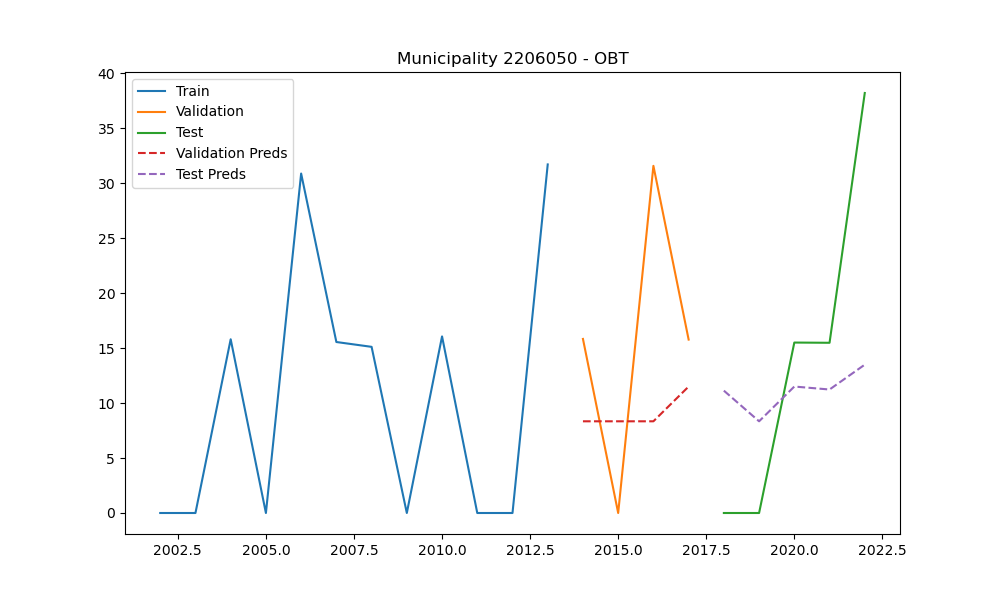 Municipality 2206050 - OBT
40
35
30
25
20
15
10
5
0
Train
Validation
Test
Validation Preds
Test Preds
2002.5 2005.0 2007.5 2010.0 2012.5 2015.0 2017.5 2020.0 2022.5